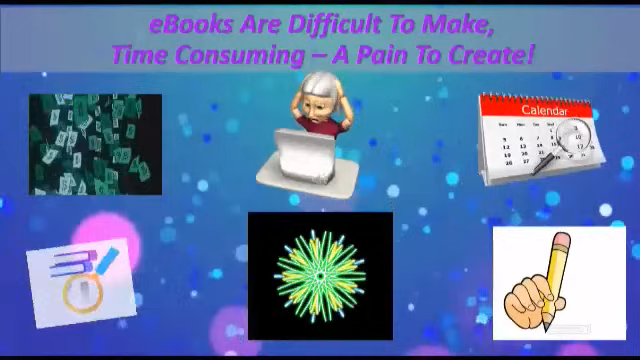 eBooks Are Difficult To Make,
Time Consuming – A Pain To Create!
Calendar